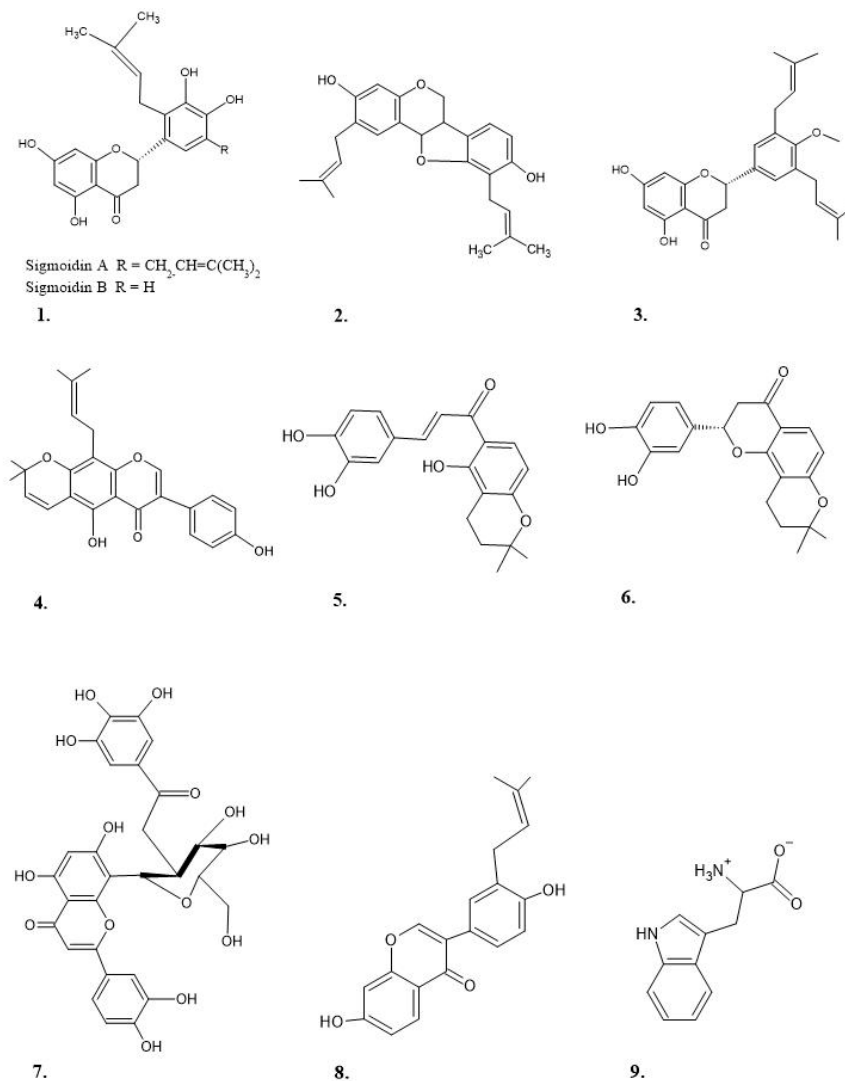 H₃C
CH₃
OH
OH
R
HO
O
OH
O
Sigmoidin A R = CH₂-CH=C(CH₃)₂
Sigmoidin B R = H
1.
HO
O
O
OH
H₃C
CH₃
2.
O
HO
O
OH
O
3.
O
O
OH
O
OH
4.
O
HO
HO
HO
O
5.
O
HO
HO
O
O
6.
HO
OH
HO
O
OH
OH
OH
HO
O
O
O
OH
OH
OH
7.
OH
O
O
HO
8.
O⁻
H₃N⁺
O
HN
9.